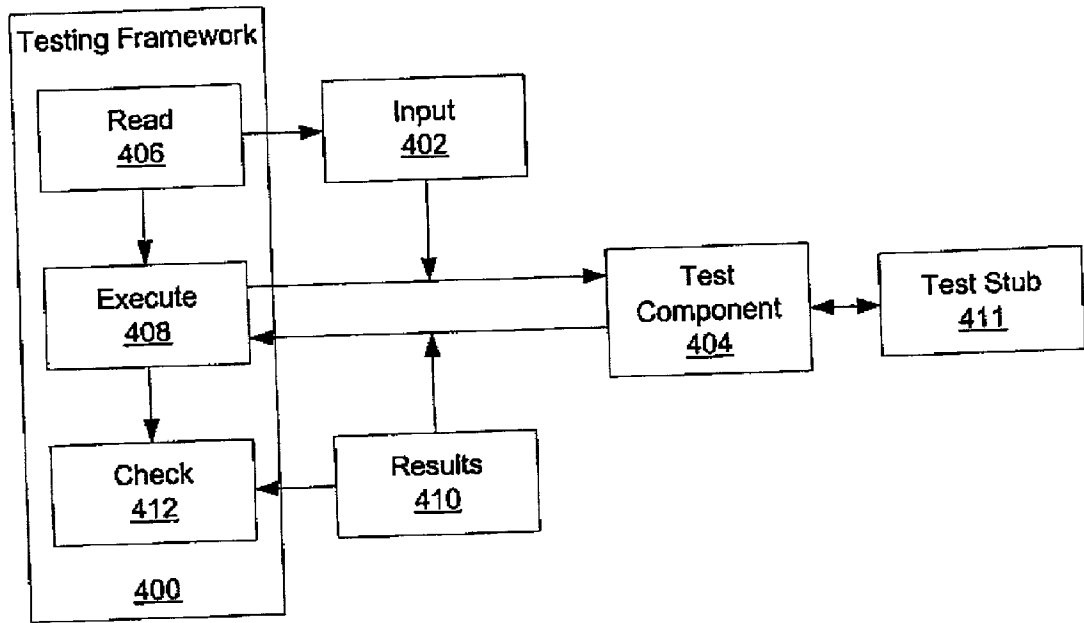 Testing Framework
Read
406
Input
402
Execute
408
Test
Component
404
Test Stub
411
Check
412
Results
410
400